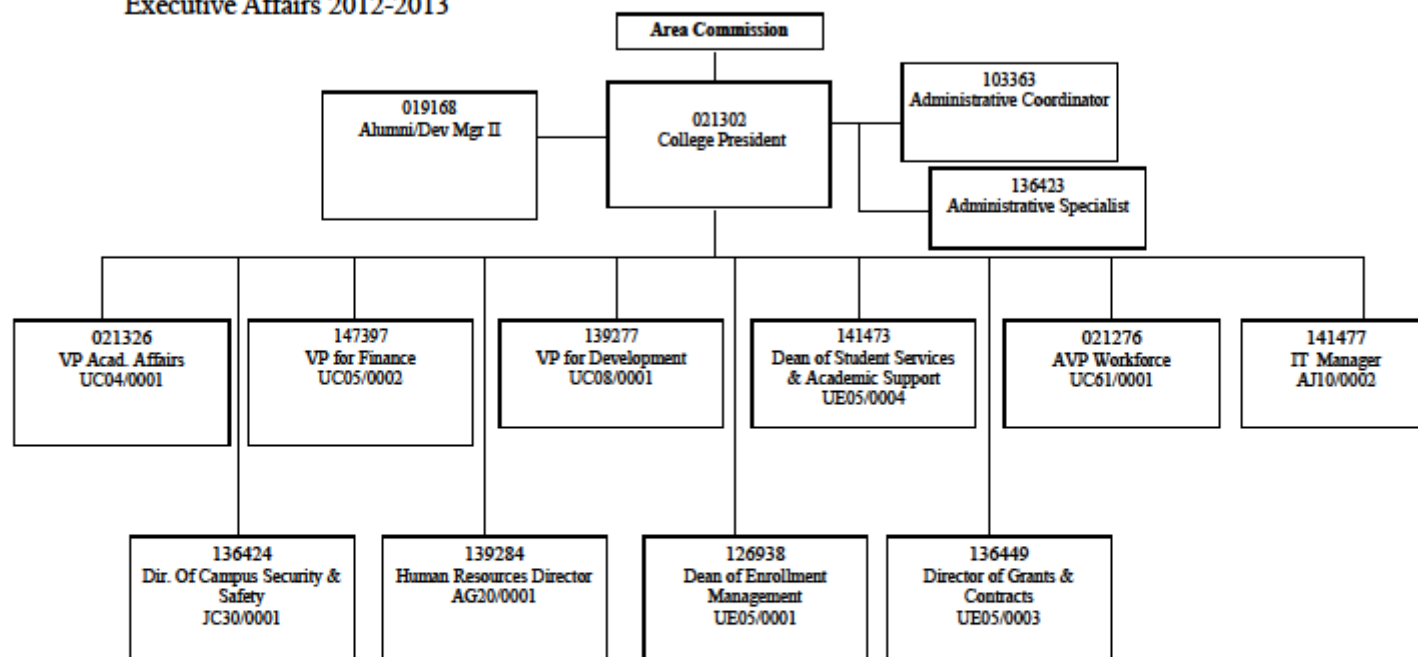 Executive Affairs 2012-2013
Area Commission
019168
Alumni/Dev Mgr II
021302
College President
103363
Administrative Coordinator
136423
Administrative Specialist
021326
VP Acad. Affairs
UC04/0001
147397
VP for Finance
UC05/0002
139277
VP for Development
UC08/0001
141473
Dean of Student Services
& Academic Support
UE05/0004
021276
AVP Workforce
UC61/0001
141477
IT Manager
AJ10/0002
136424
Dir. Of Campus Security &
Safety
JC30/0001
139284
Human Resources Director
AG20/0001
126938
Dean of Enrollment
Management
UE05/0001
136449
Director of Grants &
Contracts
UE05/0003